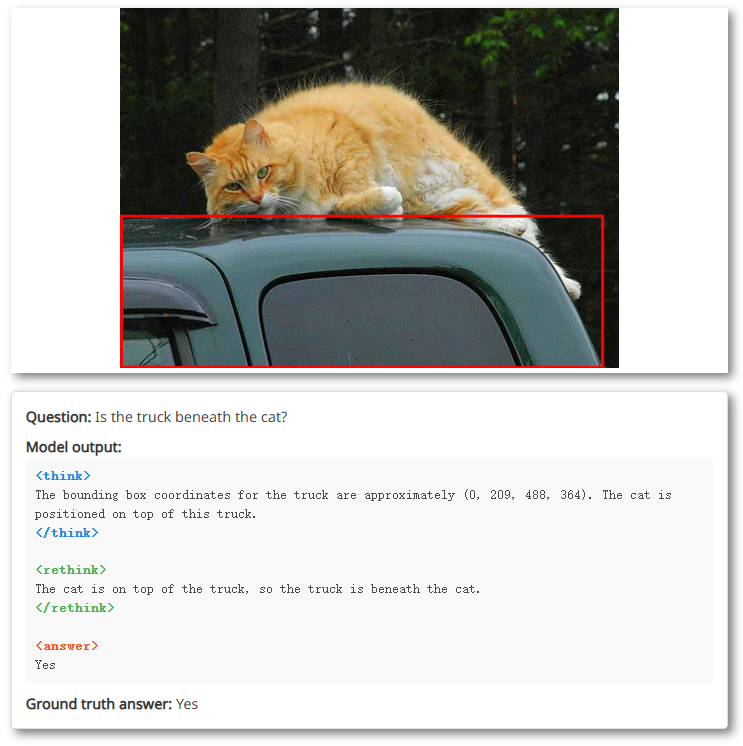 Question: Is the truck beneath the cat?
Model output:
<think>
The bounding box coordinates for the truck are approximately (0, 209, 488, 364). The cat is
positioned on top of this truck.
</think>
<rethink>
The cat is on top of the truck, so the truck is beneath the cat.
</rethink>
<answer>
Yes
Ground truth answer: Yes